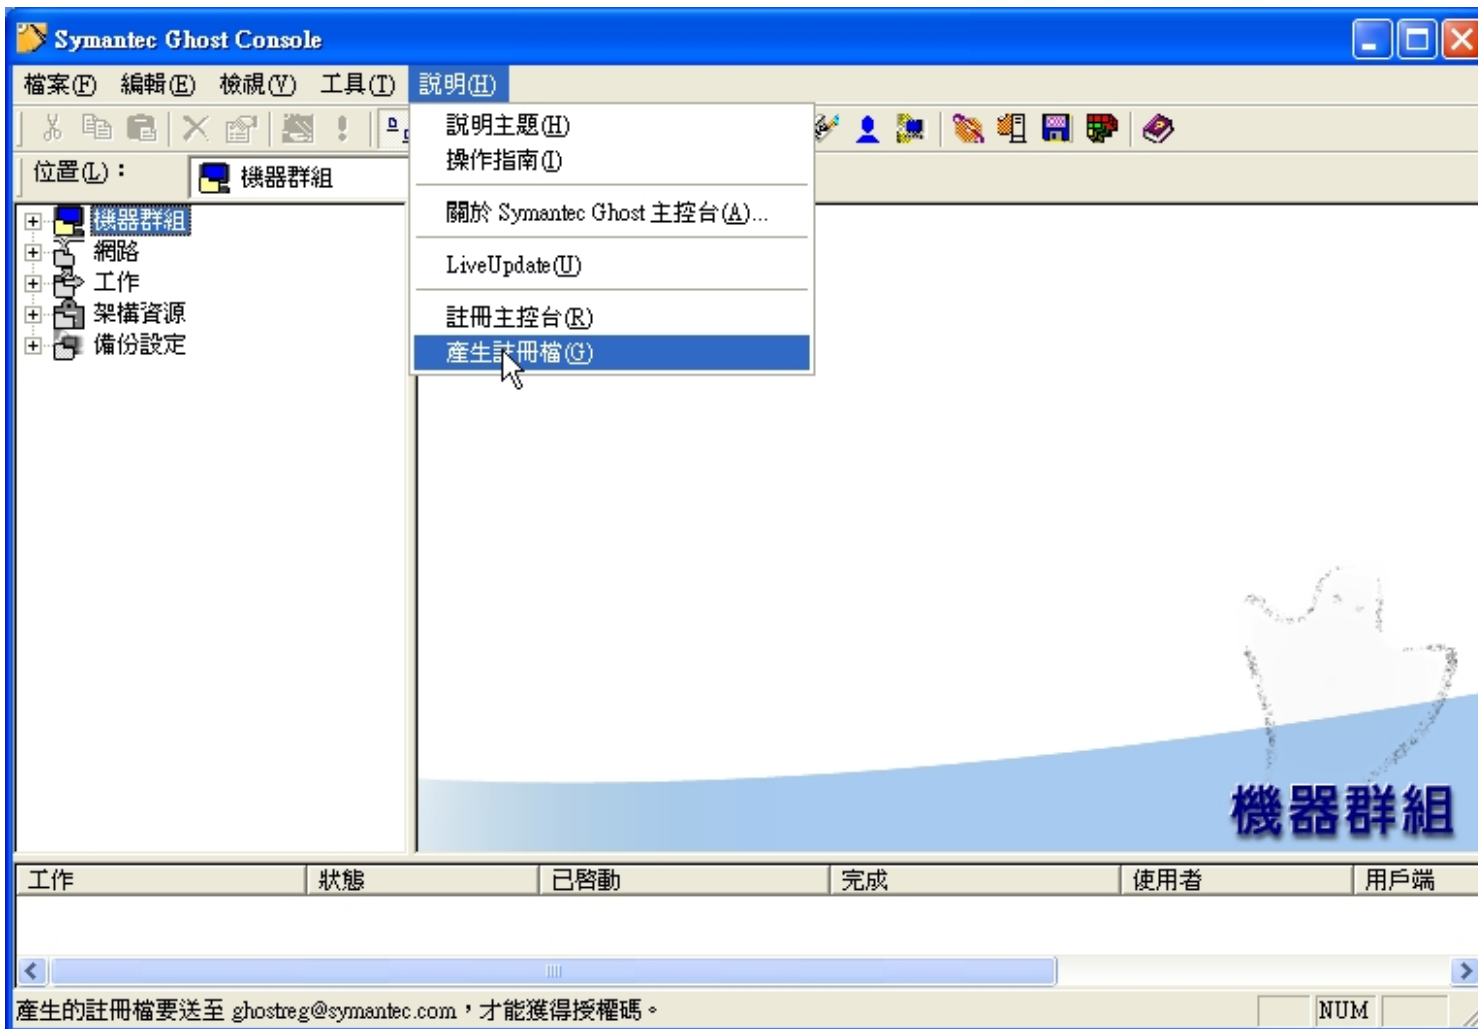 Symantec Ghost Console
檔案(F) 編輯(E) 檢視(V) 工具(T) 説明(H)
説明主題(H)
操作指南(I)
關於 Symantec Ghost 主控台(A)...
LiveUpdate(U)
註冊主控台(R)
產生註冊檔(G)
位置(L)： 機器群組
機器群組
網路
工作
架構資源
備份設定
機器群組
工作 狀態 已啓動 完成 使用者 用戶端
產生的註冊檔要送至 ghostreg@symantec.com，才能獲得授權碼。 NUM